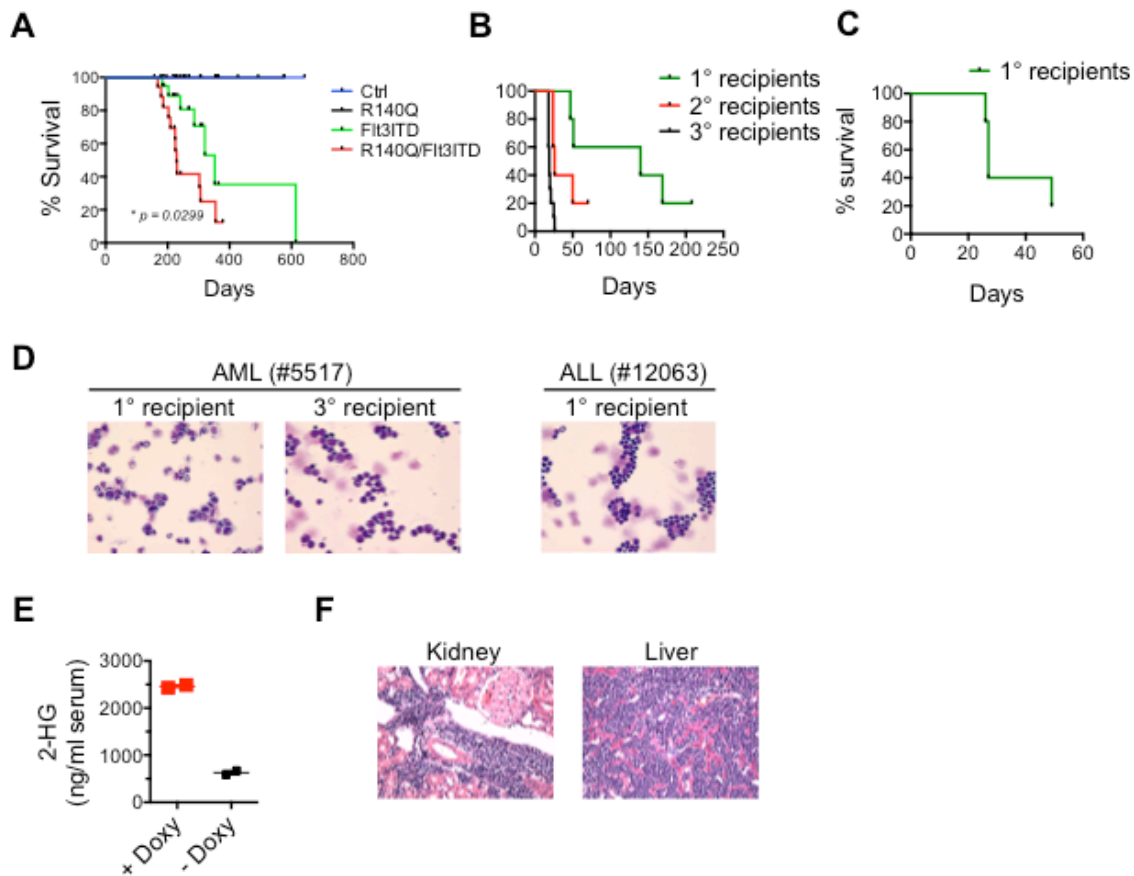 A
% Survival
100
80
60
40
20
0
0 200 400 600 800
Days
* p = 0.0299
Ctrl
R140Q
Flt3ITD
R140Q/Flt3ITD
B
1° recipients
2° recipients
3° recipients
100
80
60
40
20
0
0 50 100 150 200 250
Days
C
1° recipients
% survival
100
80
60
40
20
0
0 20 40 60
Days
D
AML (#5517)
1° recipient 3° recipient
ALL (#12063)
1° recipient
E
2-HG
(ng/ml serum)
3000
2000
1000
0
+ Doxy
- Doxy
F
Kidney Liver